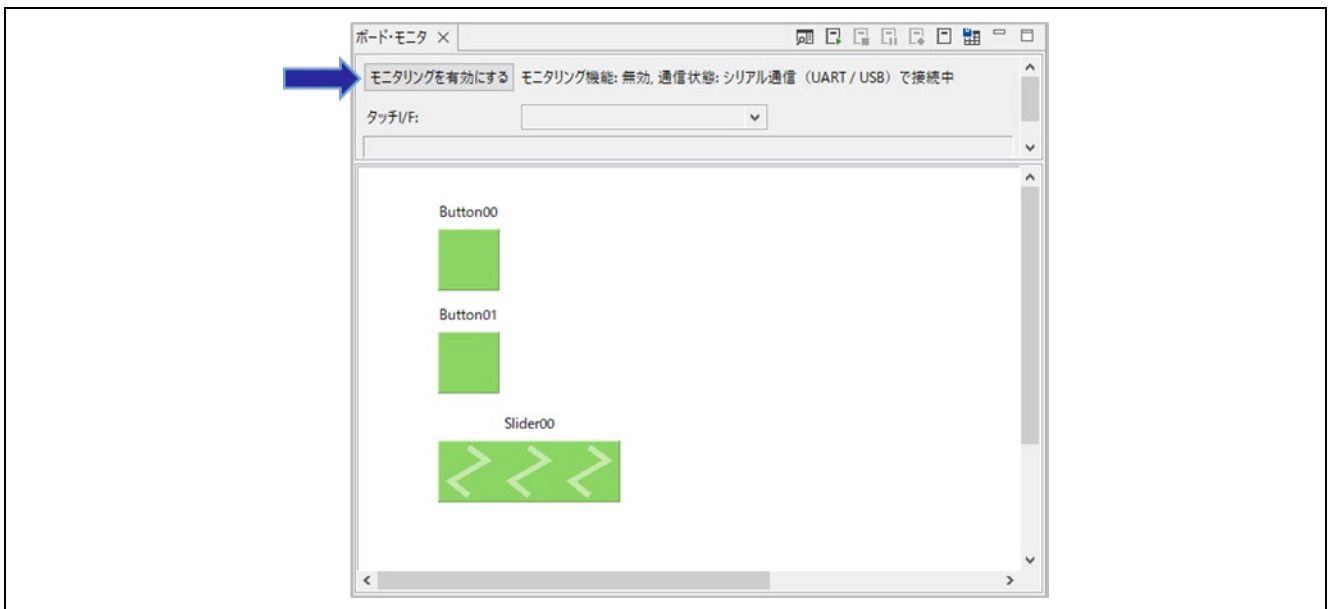 ボード・モニタ
モニタリングを有効にする モニタリング機能: 無効, 通信状態: シリアル通信（UART / USB）で接続中
タッチI/F:
Button00
Button01
Slider00